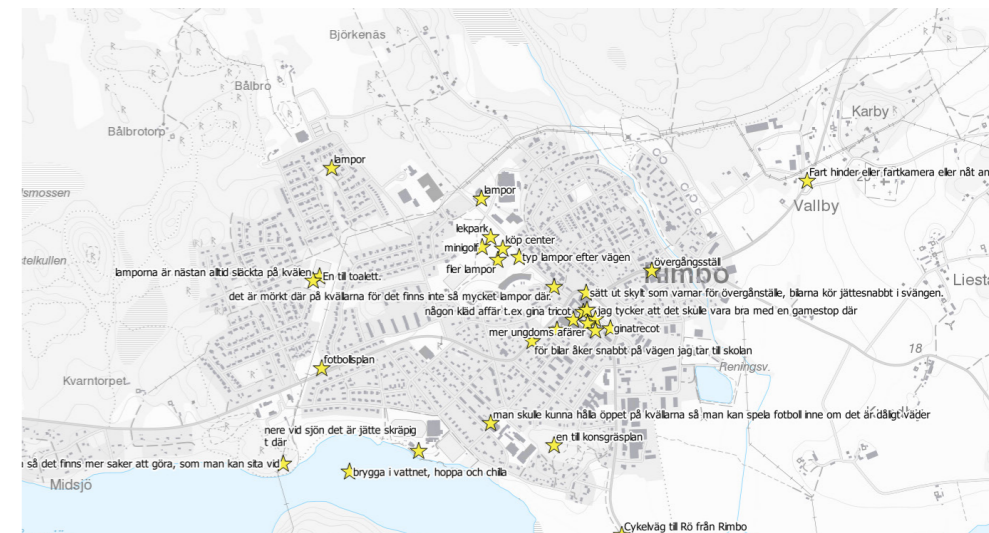 Björkenäs
Bålbro
Karby
Bålbrotorp
lampor
Fart hinder eller fartkamera eller nåt an
20
smossen
lampor
Vallby
lekpark
köp center
minigolf
typ lampor efter vägen
fler lampor
övergångsställ
Rimbo
telkullen
lamporna är nästan alltid släckta på kvälen
En till toalett.
Liesta
det är mörkt där på kvällarna för det finns inte så mycket lampor där.
sätt ut skylt som varnar för övergånställe, bilarna kör jättesnabbt i svängen.
någon kläd affär t.ex gina tricot
jag tycker att det skulle vara bra med en gamestop där
mer ungdoms afärer
ginatrecot
för bilar åker snabbt på vägen jag tar till skolan
18
fotbollsplan
Reningsv.
Kvarntorpet
man skulle kunna hålla öppet på kvällarna så man kan spela fotboll inne om det är dåligt väder
nere vid sjön det är jätte skräpig
t där
en till konsgräsplan
så det finns mer saker att göra, som man kan sita vid
brygga i vattnet, hoppa och chilla
Midsjö
Cykelväg till Rö från Rimbo